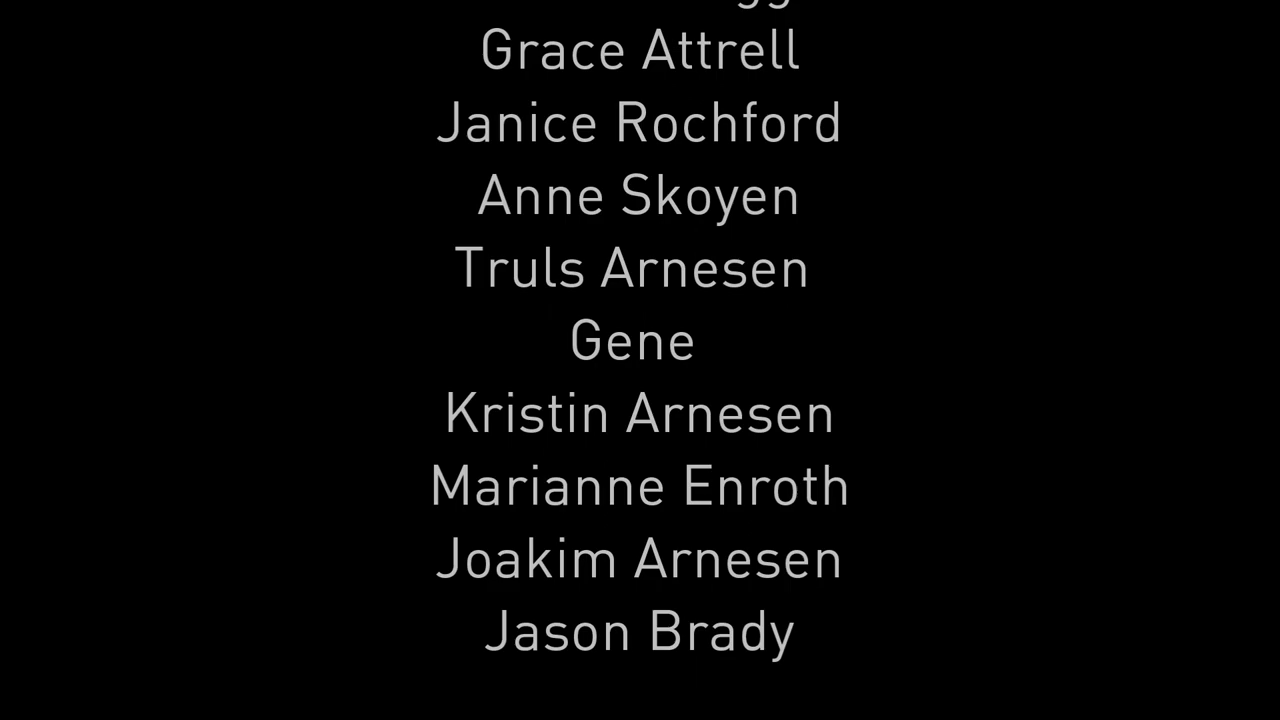 Grace Attrell
Janice Rochford
Anne Skoyen
Truls Arnesen
Gene
Kristin Arnesen
Marianne Enroth
Joakim Arnesen
Jason Brady